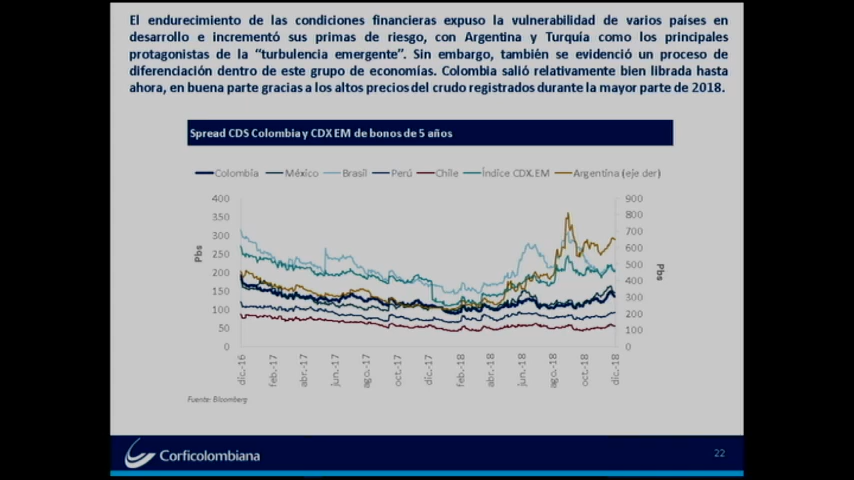 El endurecimiento de las condiciones financieras expuso la vulnerabilidad de varios países en
desarrollo e incrementó sus primas de riesgo, con Argentina y Turquía como los principales
protagonistas de la “turbulencia emergente”. Sin embargo, también se evidenció un proceso de
diferenciación dentro de este grupo de economías. Colombia salió relativamente bien librada hasta
ahora, en buena parte gracias a los altos precios del crudo registrados durante la mayor parte de 2018.
Spread CDS Colombia y CDX EM de bonos de 5 años
Colombia México Brasil Perú Chile Índice CDX.EM Argentina (eje der)
400 900
350 800
300 700
250 600
200 500
150 400
100 300
50 200
0 100
0
Pbs
Pbs
dic.-16 feb.-17 abr.-17 jun.-17 ago.-17 oct.-17 dic.-17 feb.-18 abr.-18 jun.-18 ago.-18 oct.-18 dic.-18
Fuente: Bloomberg
Corficolombiana
22